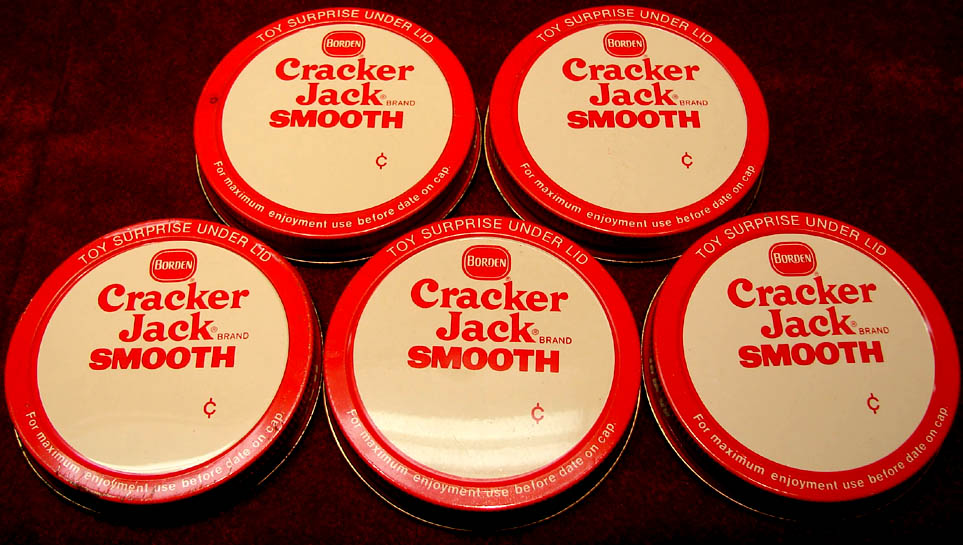 TOY SURPRISE UNDER LID
BORDEN
Cracker
Jack® BRAND
SMOOTH
¢
For maximum enjoyment use before date on cap.
TOY SURPRISE UNDER LID
BORDEN
Cracker
Jack® BRAND
SMOOTH
¢
For maximum enjoyment use before date on cap.
TOY SURPRISE UNDER LID
BORDEN
Cracker
Jack® BRAND
SMOOTH
¢
For maximum enjoyment use before date on cap.
TOY SURPRISE UNDER LID
BORDEN
Cracker
Jack® BRAND
SMOOTH
¢
For maximum enjoyment use before date on cap.
TOY SURPRISE UNDER LID
BORDEN
Cracker
Jack® BRAND
SMOOTH
¢
For maximum enjoyment use before date on cap.